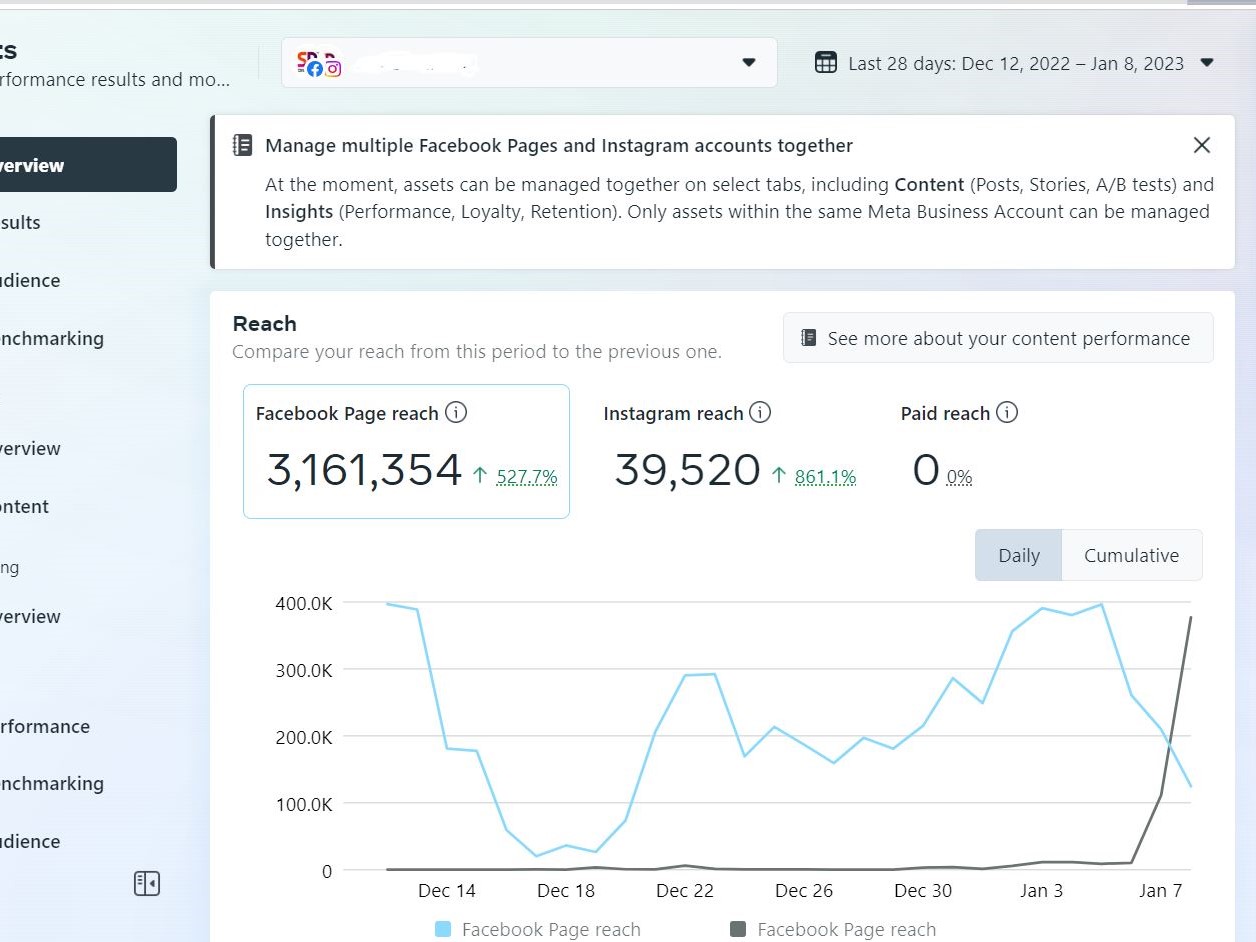 ts
rformance results and mo...
Last 28 days: Dec 12, 2022 – Jan 8, 2023
verview
sults
udience
enchmarking
verview
ontent
ng
verview
rformance
enchmarking
udience
Manage multiple Facebook Pages and Instagram accounts together
At the moment, assets can be managed together on select tabs, including Content (Posts, Stories, A/B tests) and
Insights (Performance, Loyalty, Retention). Only assets within the same Meta Business Account can be managed
together.
Reach
Compare your reach from this period to the previous one.
See more about your content performance
Facebook Page reach
3,161,354 ↑ 527.7%
Instagram reach
39,520 ↑ 861.1%
Paid reach
0 0%
Daily
Cumulative
400.0K
300.0K
200.0K
100.0K
0
Dec 14 Dec 18 Dec 22 Dec 26 Dec 30 Jan 3 Jan 7
Facebook Page reach
Facebook Page reach